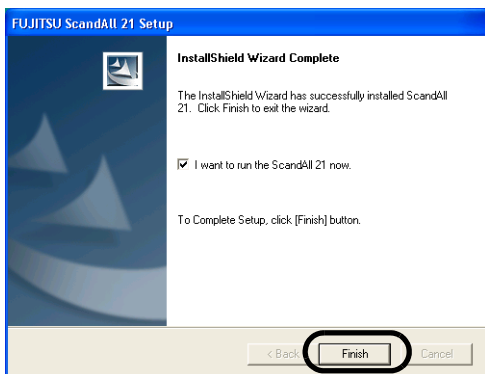 FUJITSU ScandAll 21 Setup
InstallShield Wizard Complete
The InstallShield Wizard has successfully installed ScandAll
21. Click Finish to exit the wizard.
I want to run the ScandAll 21 now.
To Complete Setup, click [Finish] button.
< Back Finish Cancel